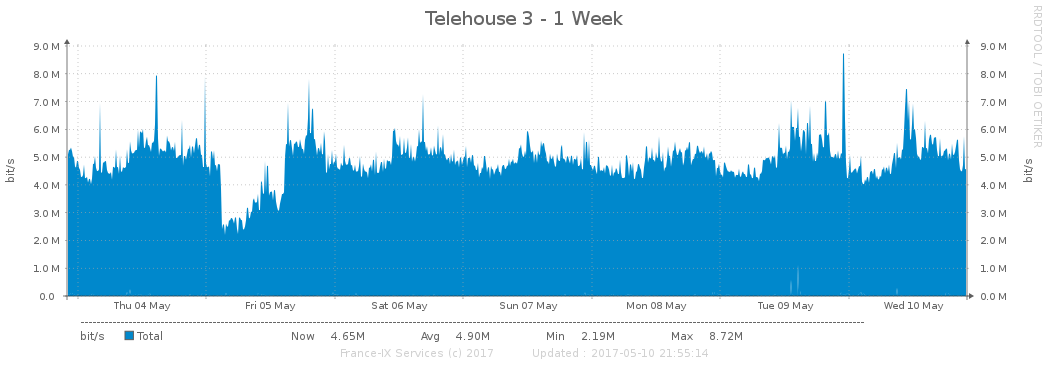 Telehouse 3 - 1 Week
RRDTOOL / TOBI OETIKER
bit/s
9.0 M 9.0 M
8.0 M 8.0 M
7.0 M 7.0 M
6.0 M 6.0 M
5.0 M 5.0 M
4.0 M 4.0 M
3.0 M 3.0 M
2.0 M 2.0 M
1.0 M 1.0 M
0.0 0.0 M
bit/s
Thu 04 May Fri 05 May Sat 06 May Sun 07 May Mon 08 May Tue 09 May Wed 10 May
bit/s Total Now 4.65M Avg 4.90M Min 2.19M Max 8.72M
France-IX Services (c) 2017 Updated : 2017-05-10 21:55:14